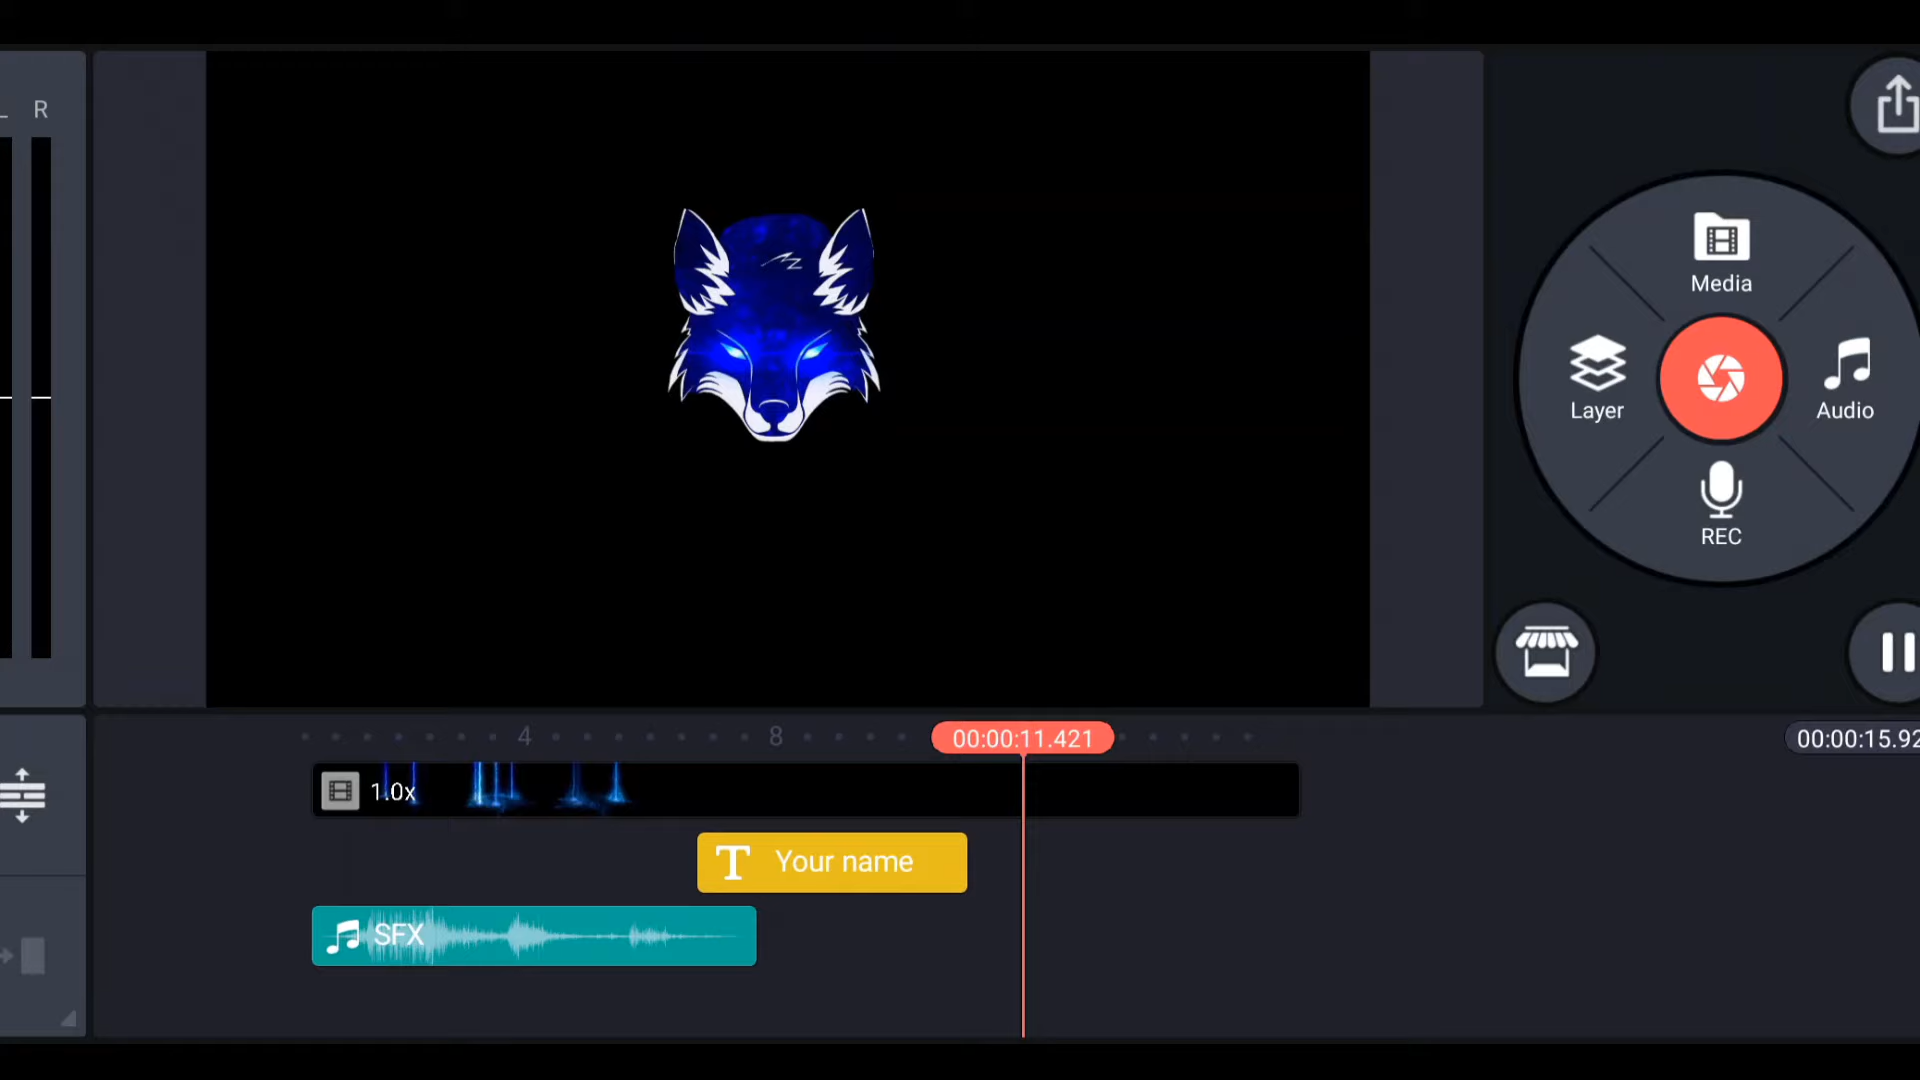 L R
Media
Layer
Audio
REC
4 8 00:00:11.421
00:00:15.92
1.0x
T Your name
SFX